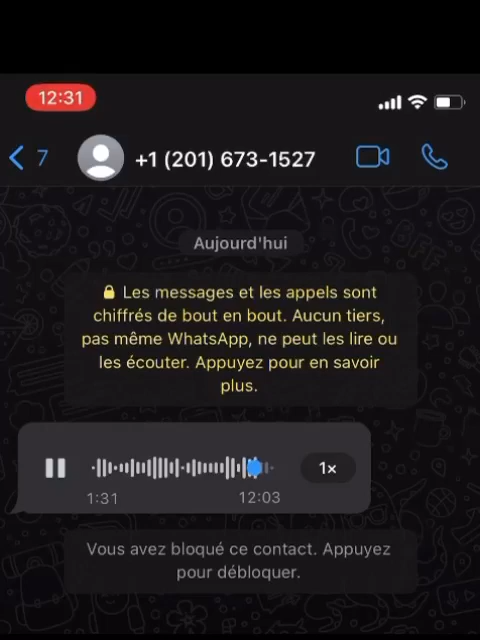 12:31
7
+1 (201) 673-1527
Aujourd'hui
Les messages et les appels sont
chiffrés de bout en bout. Aucun tiers,
pas même WhatsApp, ne peut les lire ou
les écouter. Appuyez pour en savoir
plus.
1×
1:31
12:03
Vous avez bloqué ce contact. Appuyez
pour débloquer.